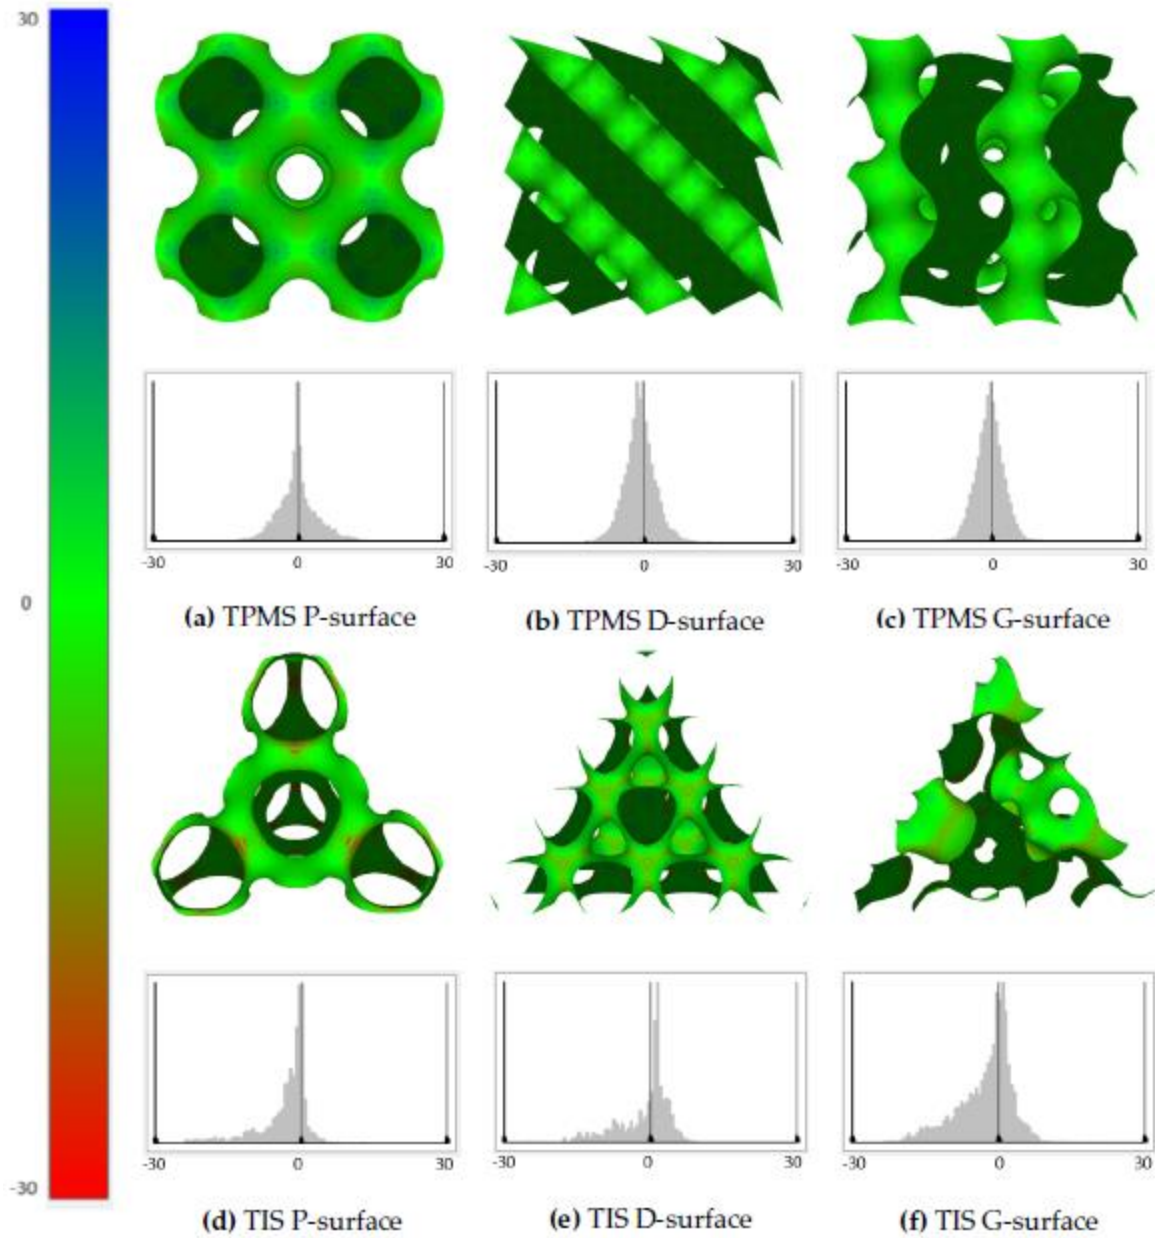 30
-30 0 30
-30 0 30
-30 0 30
0
(a) TPMS P-surface
(b) TPMS D-surface
(c) TPMS G-surface
-30 0 30
-30 0 30
-30 0 30
-30
(d) TIS P-surface
(e) TIS D-surface
(f) TIS G-surface